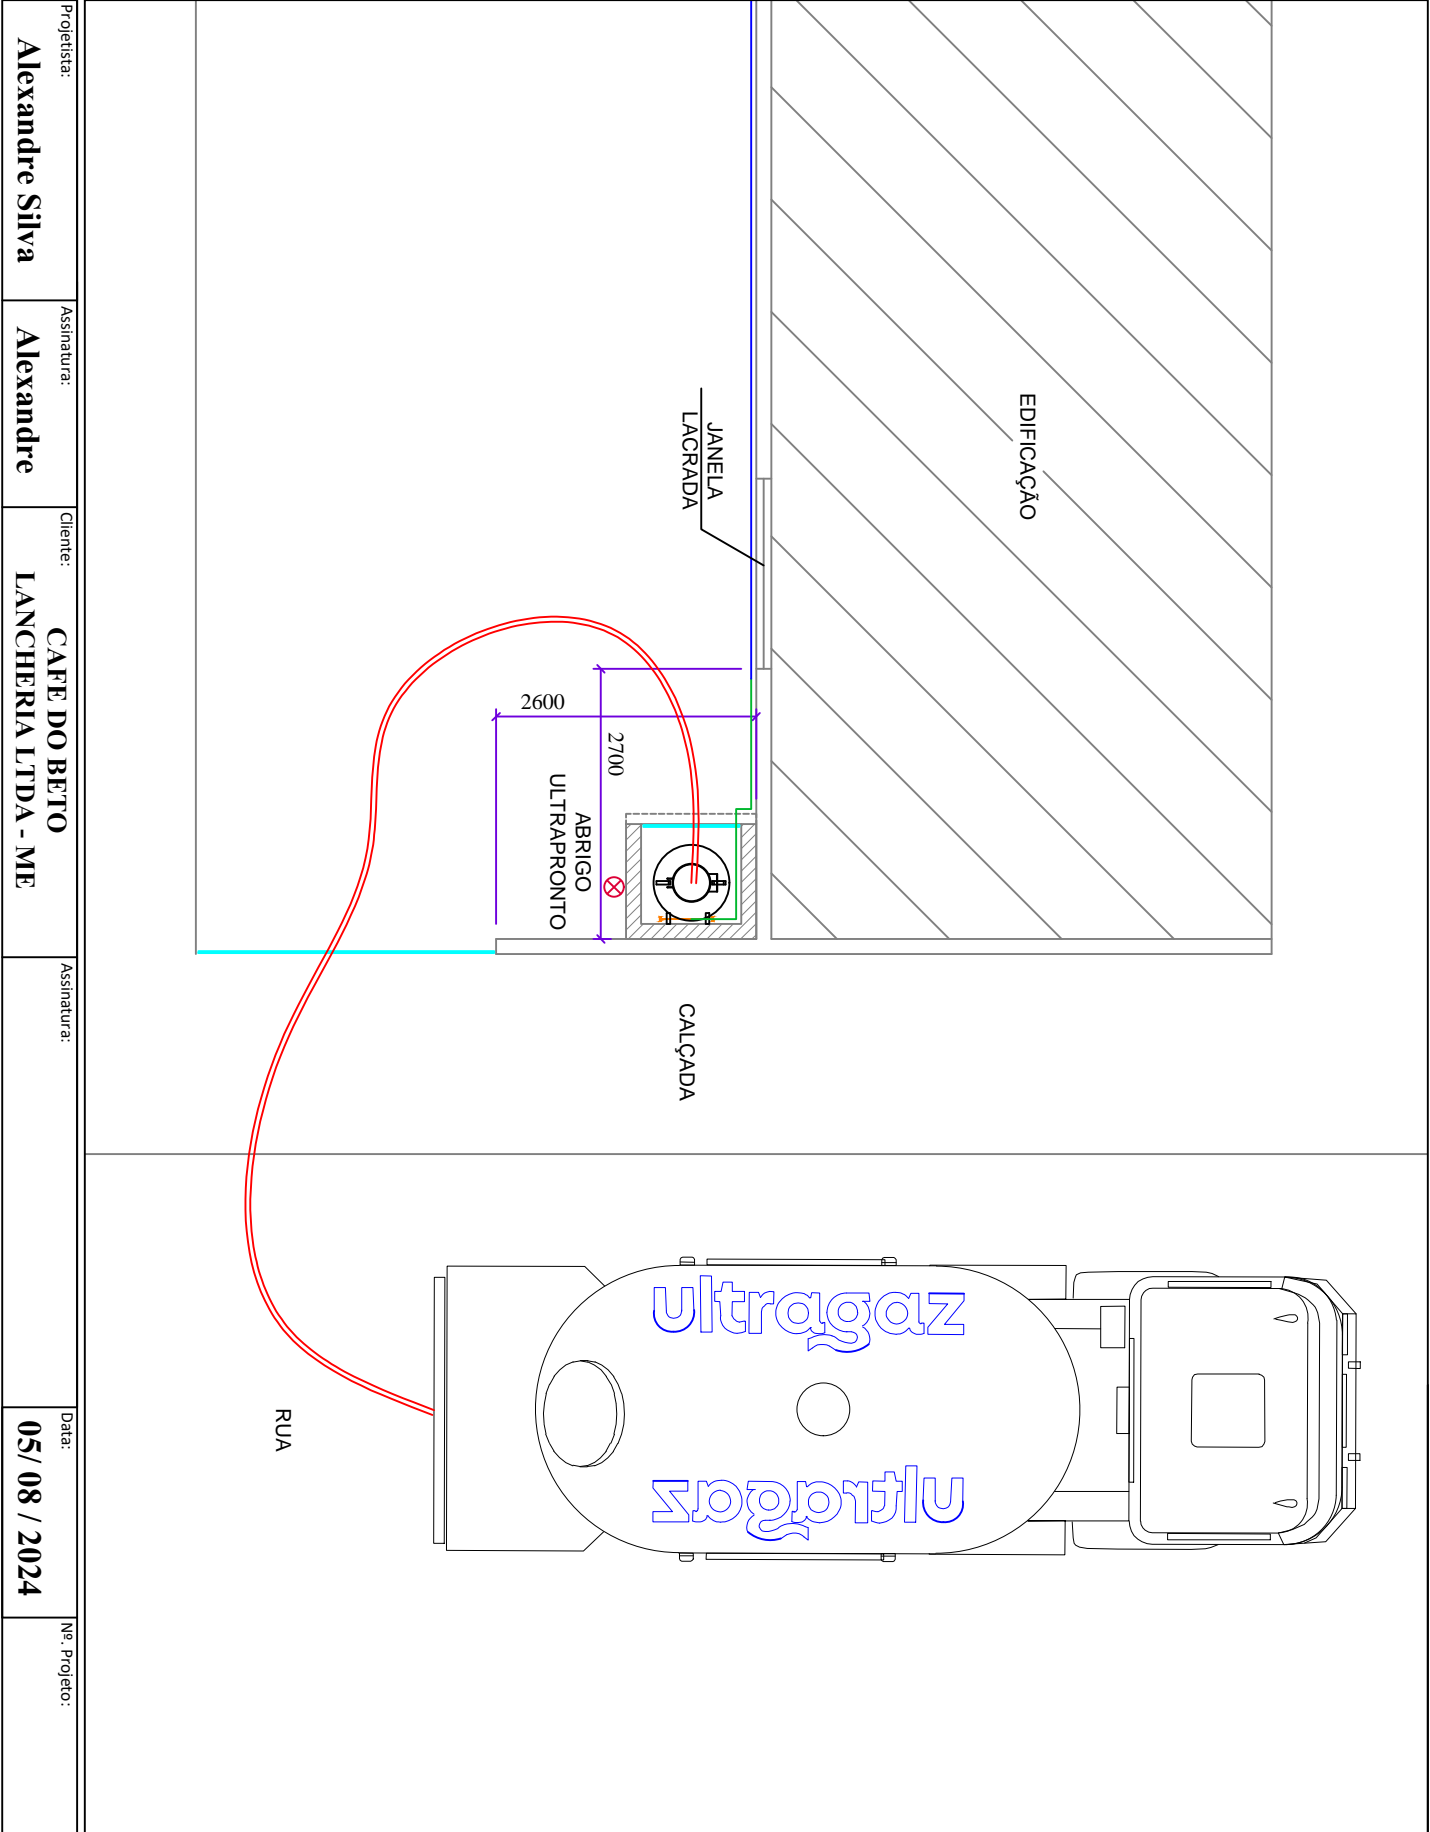 EDIFICAÇÃO
JANELA
LACRADA
2600
2700
ABRIGO
ULTRAPRONTO
CALÇADA
ultragaz
ultragaz
RUA
Projetista:
Alexandre Silva
Assinatura:
Alexandre
Cliente:
CAFE DO BETO
LANCHERIA LTDA - ME
Assinatura:
Data:
05/ 08 / 2024
Nº. Projeto: